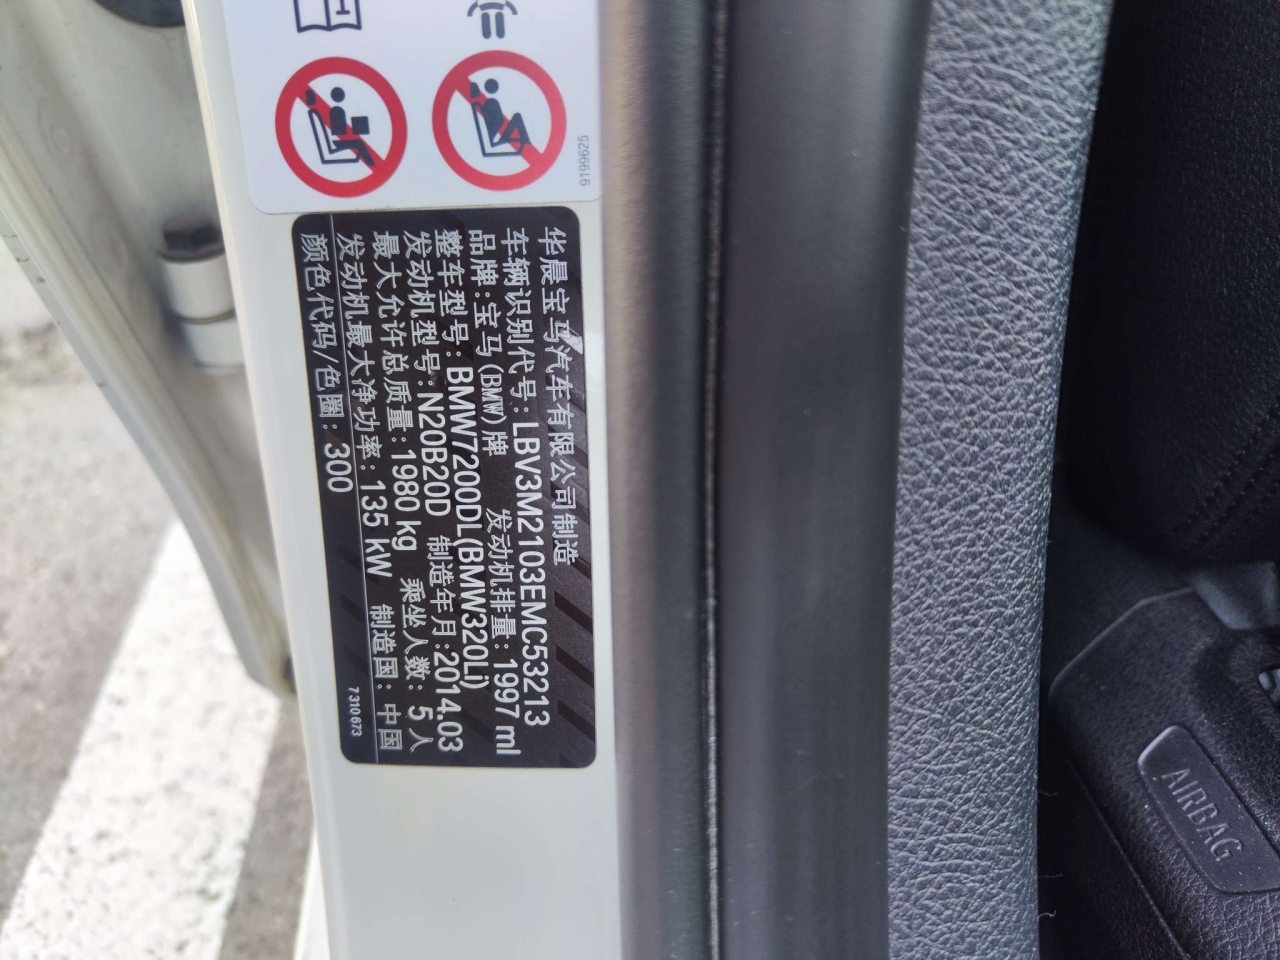 9199625
华晨宝马汽车有限公司制造
车辆识别代号: LBV3M2103EMC53213
品牌:宝马(BMW)牌 发动机排量: 1997 ml
整车型号: BMW7200DL(BMW320Li)
发动机型号: N20B20D 制造年月:2014.03
最大允许总质量: 1980 kg 乘坐人数: 5 人
发动机最大净功率: 135 kW 制造国: 中国
颜色代码/色圈: 300
7 310 673
AIRBAG